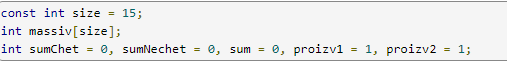 const int size = 15;
int massiv[size];
int sumChet = 0, sumNechet = 0, sum = 0, proizv1 = 1, proizv2 = 1;